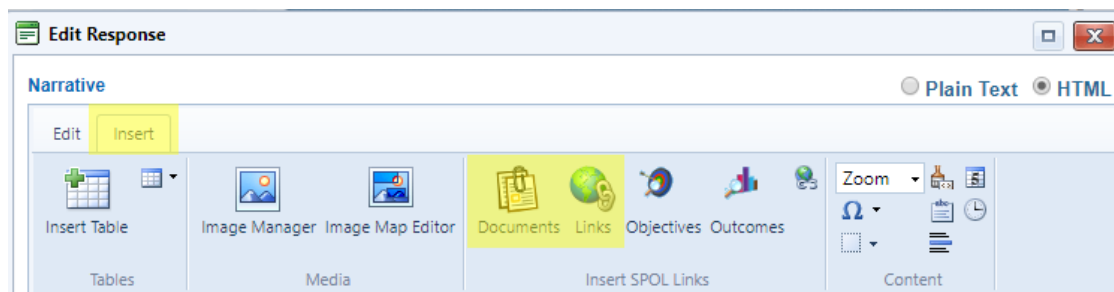 Edit Response
Narrative
Plain Text HTML
Edit Insert
Zoom
Insert Table Image Manager Image Map Editor Documents Links Objectives Outcomes
Tables Media Insert SPOL Links Content